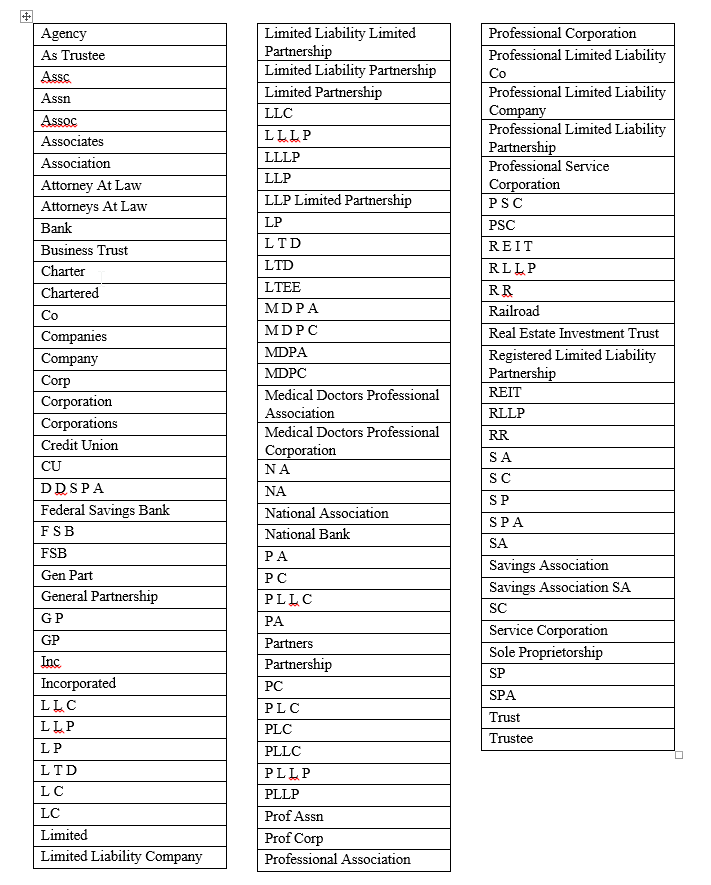 Agency
As Trustee
Assc
Assn
Assoc
Associates
Association
Attorney At Law
Attorneys At Law
Bank
Business Trust
Charter
Chartered
Co
Companies
Company
Corp
Corporation
Corporations
Credit Union
CU
D D S P A
Federal Savings Bank
F S B
FSB
Gen Part
General Partnership
G P
GP
Inc
Incorporated
L L C
L L P
L P
L T D
L C
LC
Limited
Limited Liability Company
Limited Liability Limited
Partnership
Limited Liability Partnership
Limited Partnership
LLC
L L L P
LLLP
LLP
LLP Limited Partnership
LP
L T D
LTD
LTEE
M D P A
M D P C
MDPA
MDPC
Medical Doctors Professional
Association
Medical Doctors Professional
Corporation
N A
NA
National Association
National Bank
P A
P C
P L L C
PA
Partners
Partnership
PC
P L C
PLC
PLLC
P L L P
PLLP
Prof Assn
Prof Corp
Professional Association
Professional Corporation
Professional Limited Liability
Co
Professional Limited Liability
Company
Professional Limited Liability
Partnership
Professional Service
Corporation
P S C
PSC
R E I T
R L L P
R R
Railroad
Real Estate Investment Trust
Registered Limited Liability
Partnership
REIT
RLLP
RR
S A
S C
S P
S P A
SA
Savings Association
Savings Association SA
SC
Service Corporation
Sole Proprietorship
SP
SPA
Trust
Trustee